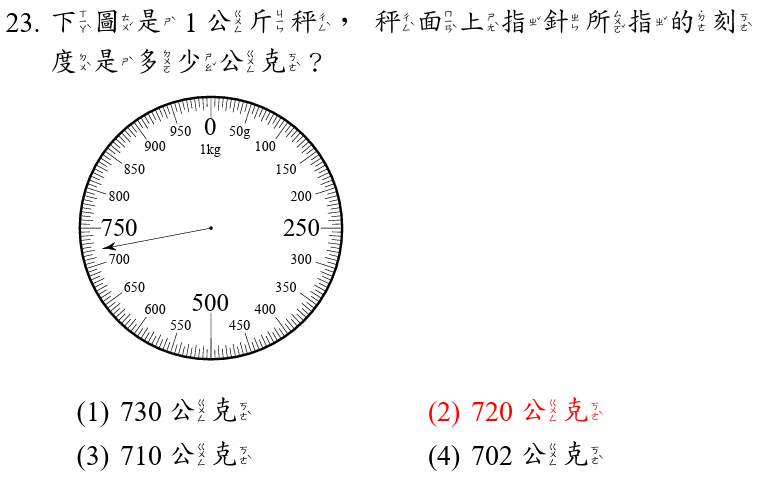 23. 下圖是 1 公斤秤， 秤面上指針所指的刻
度是多少公克？
0
950 50g
900 1kg 100
850 150
800 200
750 250
700 300
650 350
600 500 400
550 450
(1) 730 公克 (2) 720 公克
(3) 710 公克 (4) 702 公克